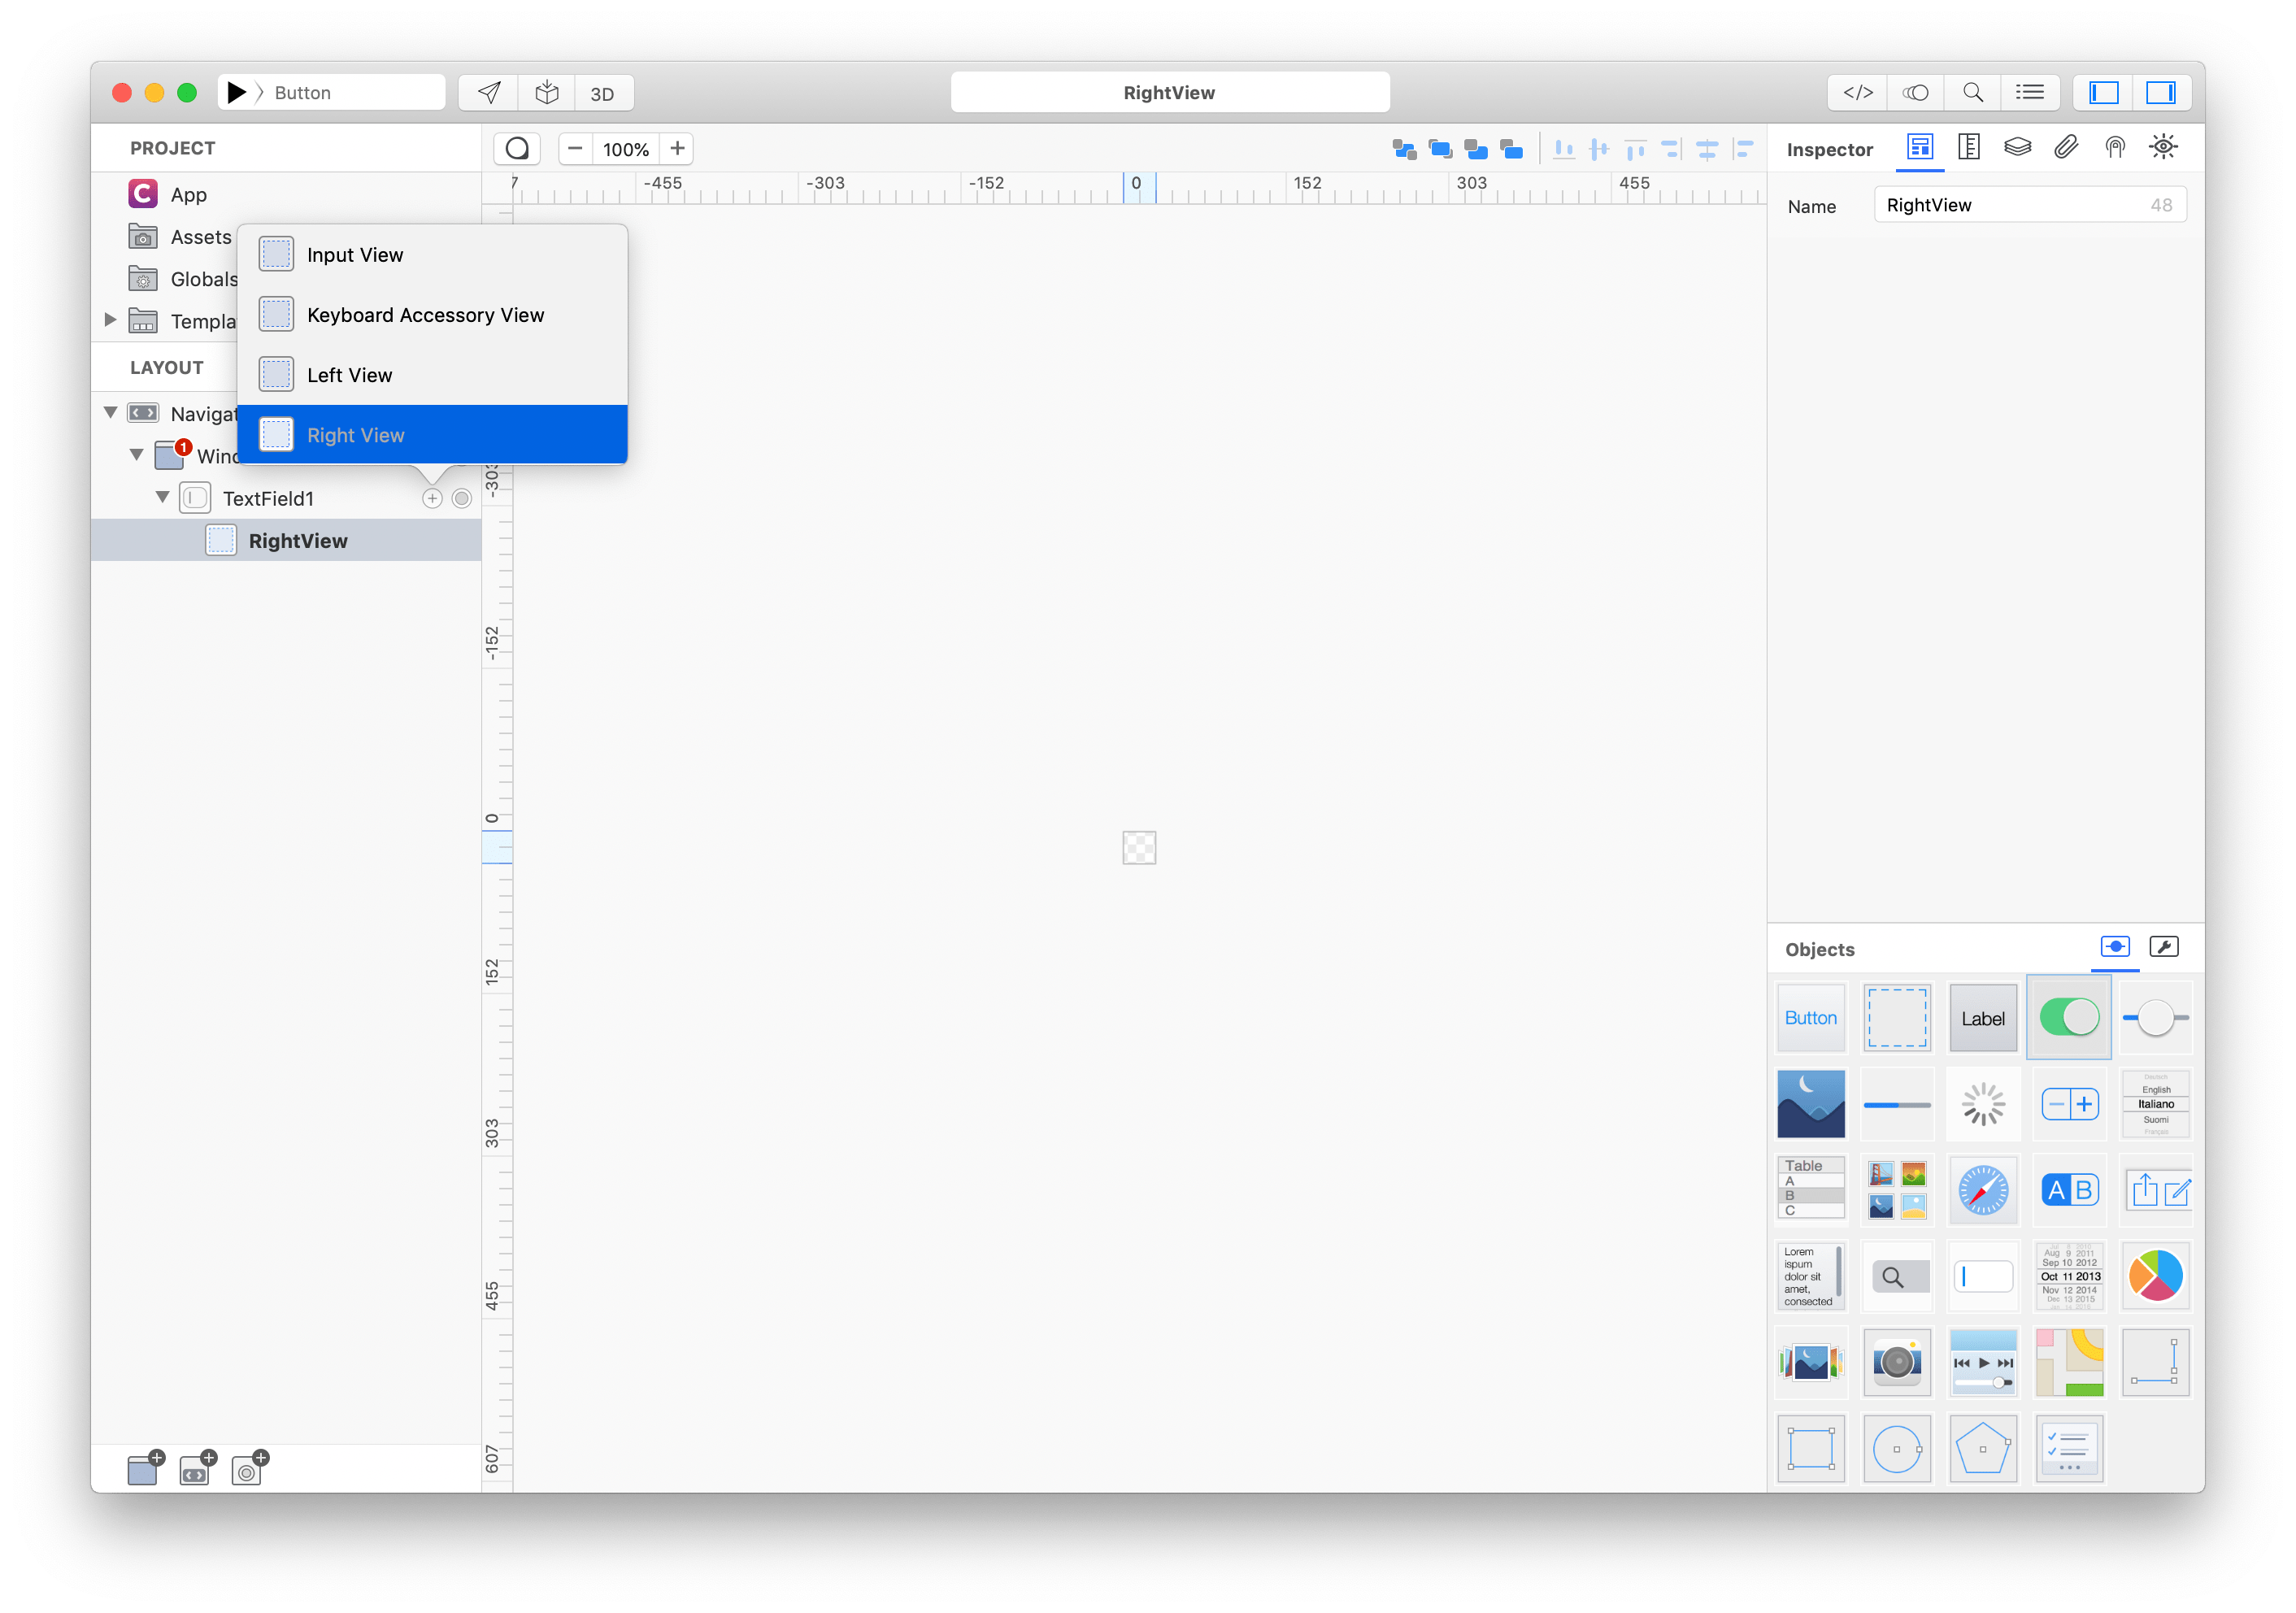 Button
3D
RightView
</>
PROJECT
App
Assets
Globals
Templa
Input View
Keyboard Accessory View
Left View
Right View
LAYOUT
Navigat
1
Wind
TextField1
RightView
100%
7
-455
-303
-152
0
152
303
455
-303
-152
0
152
303
455
607
Inspector
Name
RightView
48
Objects
Button
Label
Deutsch
English
Italiano
Suomi
Français
Table
A
B
C
A B
Lorem
ispum
dolor sit
amet,
consected
Aug 9 2011
Sep 10 2012
Oct 11 2013
Nov 12 2014
Dec 13 2015